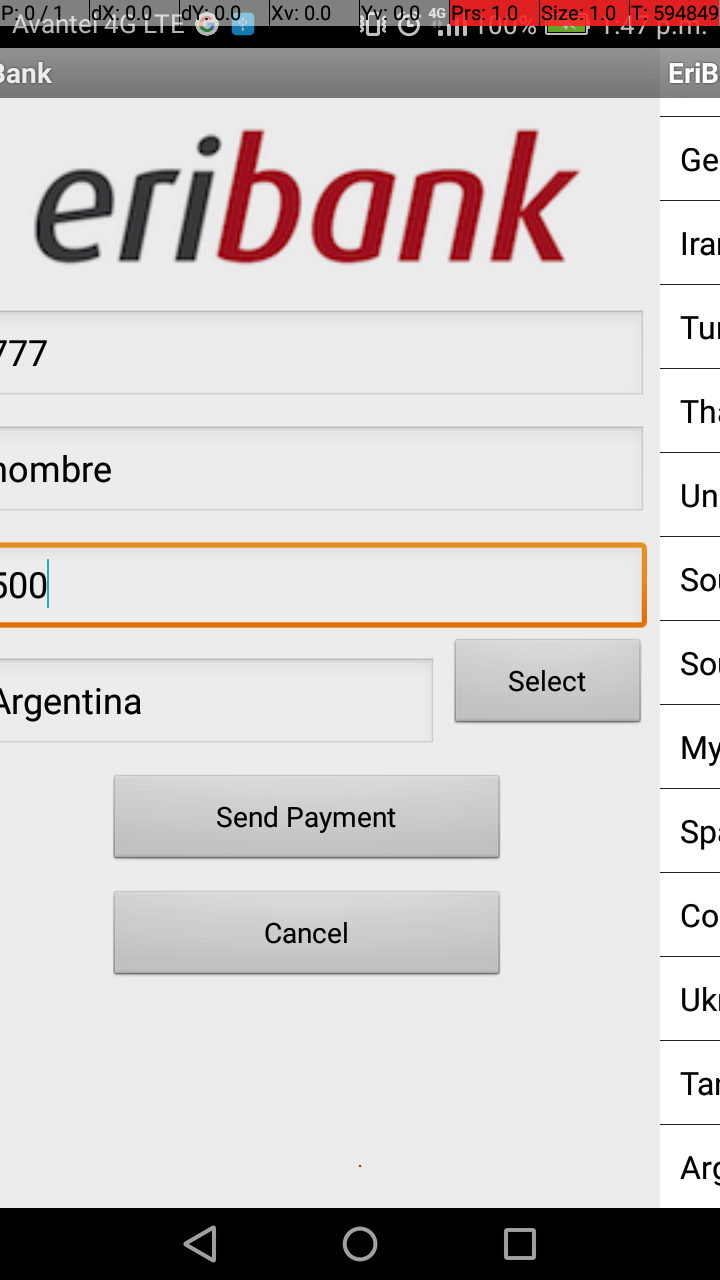 P: 0 / 1 dX: 0.0 dY: 0.0 Xv: 0.0 Yv: 0.0 Prs: 1.0 Size: 1.0 T: 594849
Avantel 4G LTE 4G 100% 1:47 p.m.
Bank
EriB
eribank
777
nombre
500
Argentina
Select
Send Payment
Cancel
Ge
Iran
Tur
Tha
Un
Sou
Sou
My
Spa
Co
Ukr
Tan
Arg